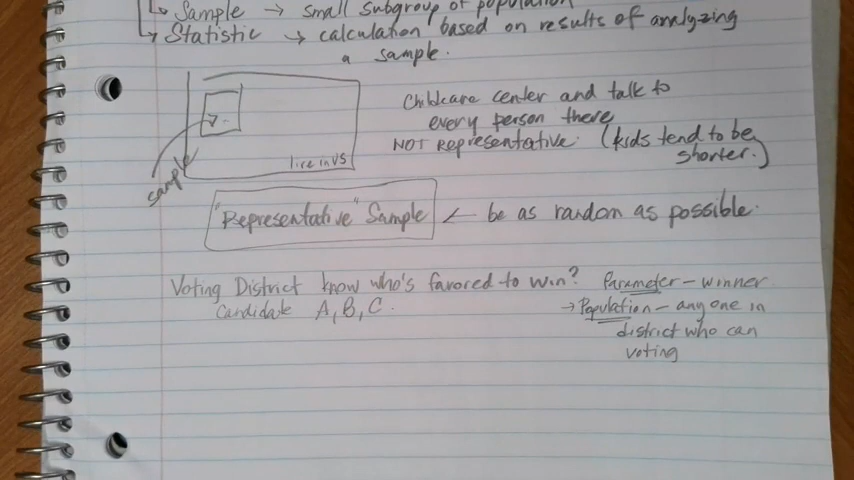 Sample → small subgroup of population
Statistic → calculation based on results of analyzing
a sample.
Childcare center and talk to
every person there
NOT Representative. (kids tend to be
shorter.)
live in US
sample
"Representative" Sample ← be as random as possible.
Voting District know who's favored to win? Parameter - winner
Candidate A, B, C. → Population - any one in
district who can
voting